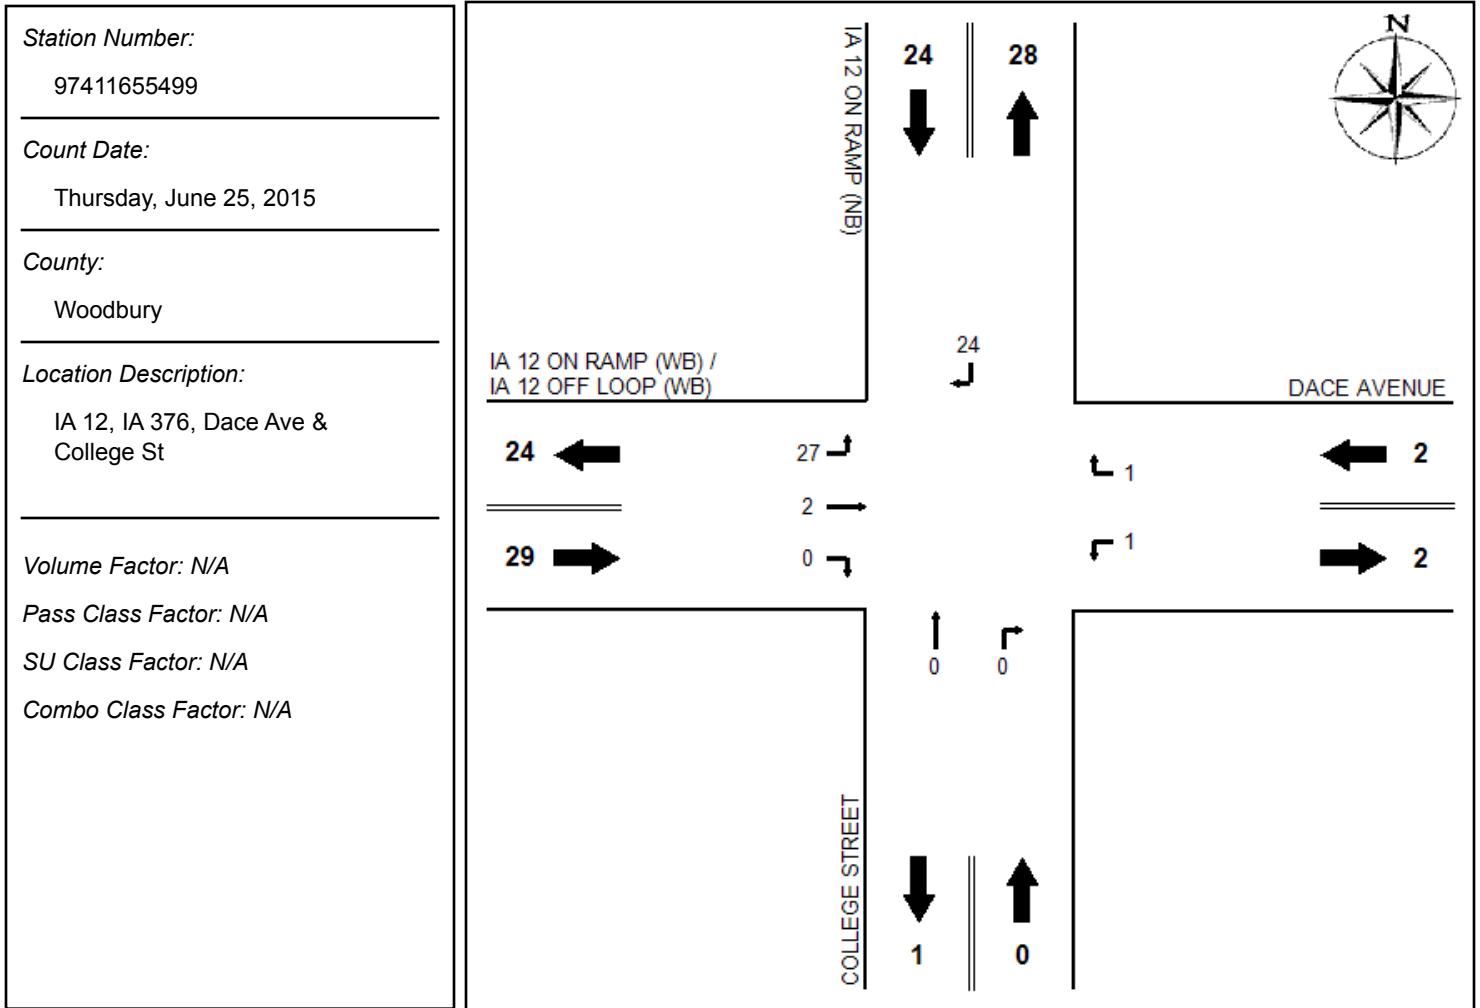 Station Number:
97411655499
Count Date:
Thursday, June 25, 2015
County:
Woodbury
Location Description:
IA 12, IA 376, Dace Ave &
College St
Volume Factor: N/A
Pass Class Factor: N/A
SU Class Factor: N/A
Combo Class Factor: N/A
N
IA 12 ON RAMP (NB)
24
28
24
IA 12 ON RAMP (WB) /
IA 12 OFF LOOP (WB)
DACE AVENUE
24
27
1
2
2
29
0
1
2
0
0
COLLEGE STREET
1
0